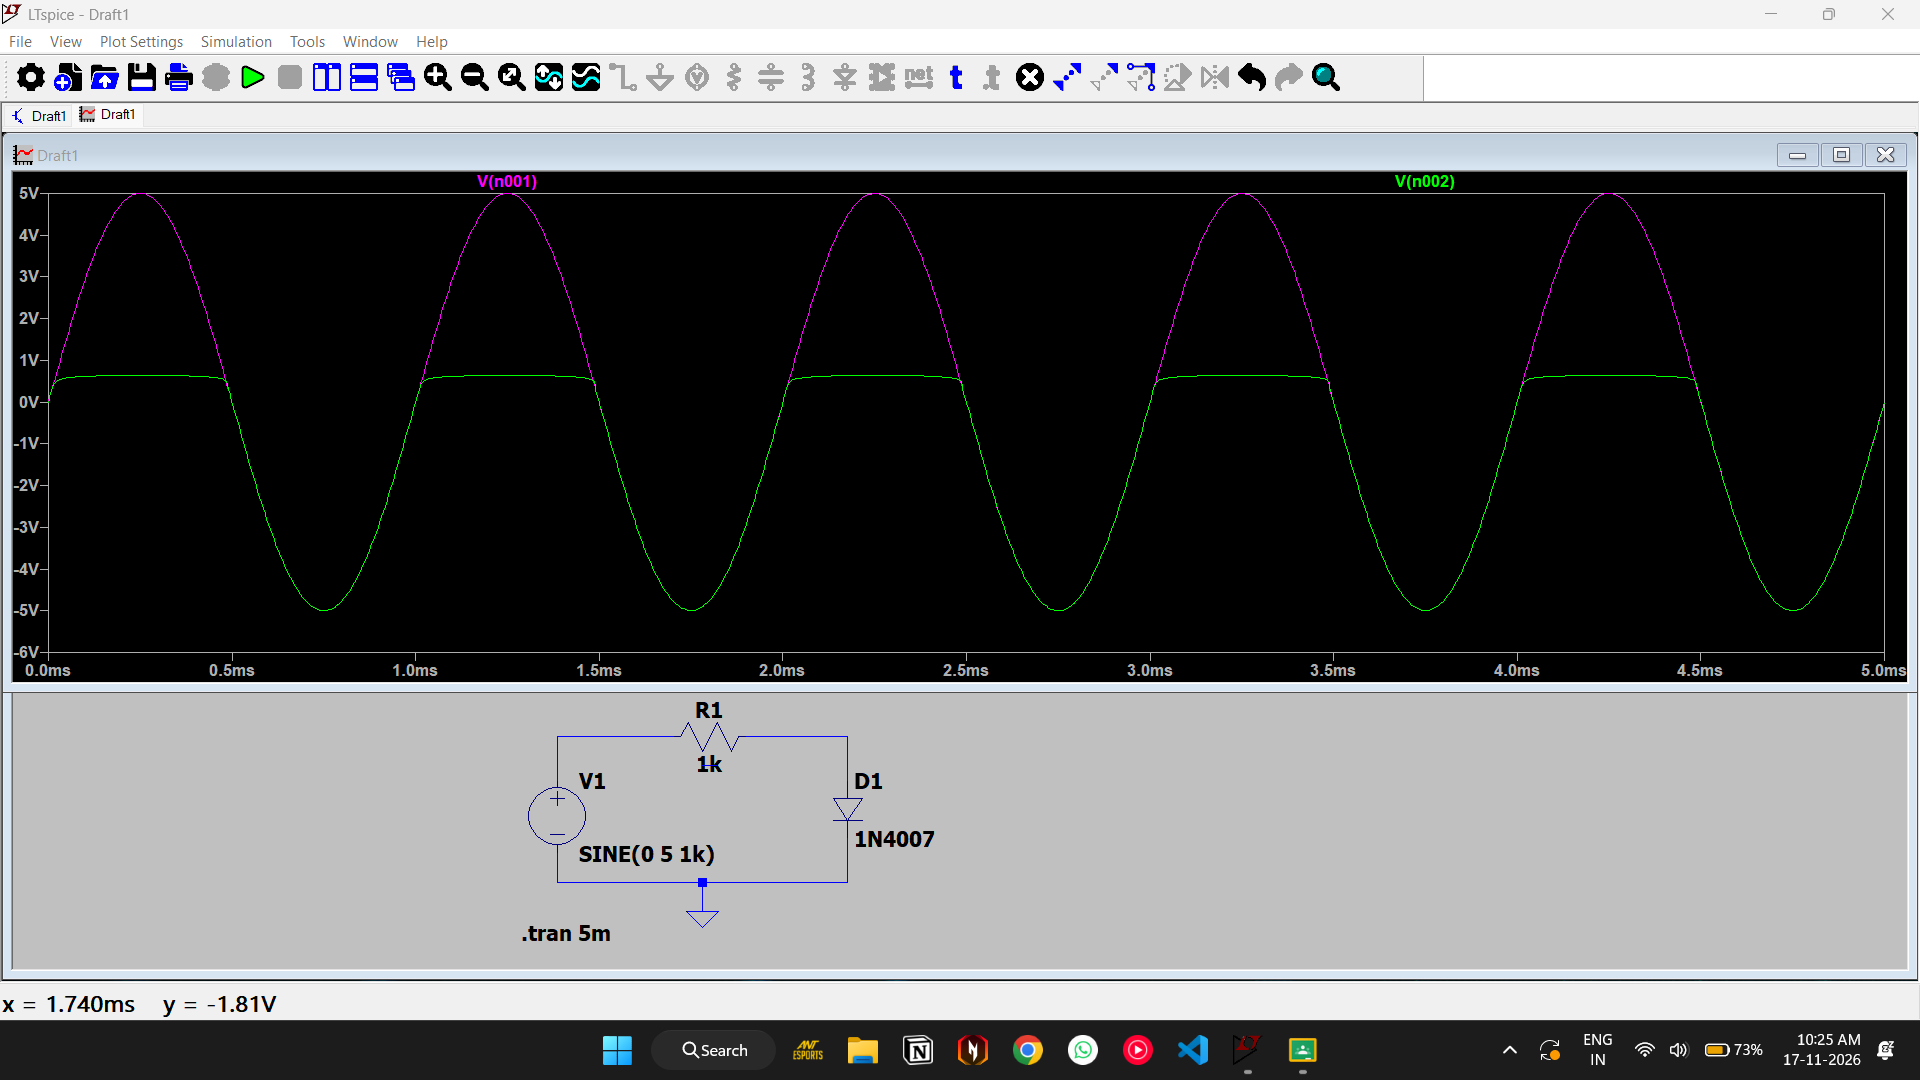 LTspice - Draft1
File View Plot Settings Simulation Tools Window Help
net t .t
Draft1 Draft1
Draft1
V(n001) V(n002)
5V
4V
3V
2V
1V
0V
-1V
-2V
-3V
-4V
-5V
-6V
0.0ms 0.5ms 1.0ms 1.5ms 2.0ms 2.5ms 3.0ms 3.5ms 4.0ms 4.5ms 5.0ms
R1
1k
V1
D1
1N4007
SINE(0 5 1k)
.tran 5m
x = 1.740ms y = -1.81V
Search
ANT ESPORTS
ENG
IN
73%
10:25 AM
17-11-2026